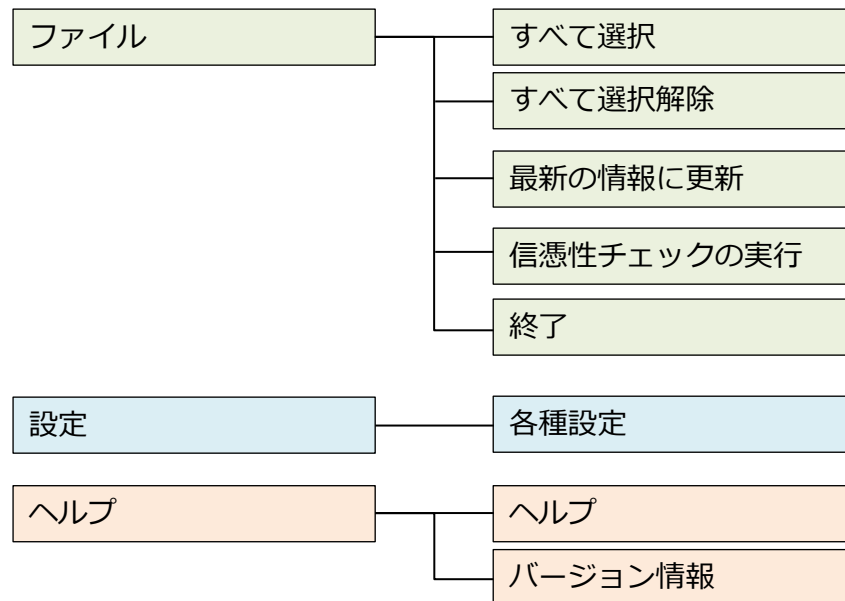 ファイル
すべて選択
すべて選択解除
最新の情報に更新
信憑性チェックの実行
終了
設定
各種設定
ヘルプ
ヘルプ
バージョン情報